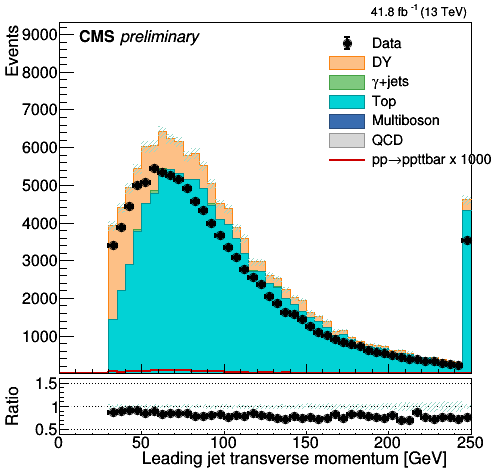 41.8 fb⁻¹ (13 TeV)
CMS preliminary
Events
9000
8000
7000
6000
5000
4000
3000
2000
1000
Data
DY
γ+jets
Top
Multiboson
QCD
pp→ppttbar x 1000
Ratio
1.5
1
0.5
0 50 100 150 200 250
Leading jet transverse momentum [GeV]